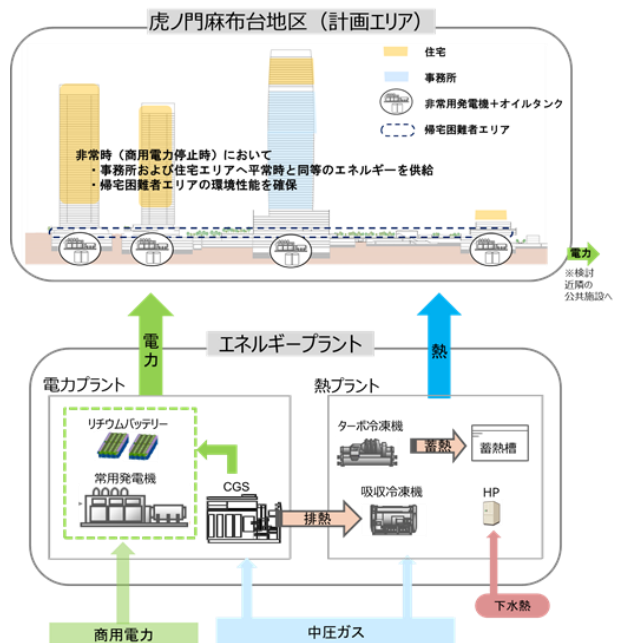 虎ノ門麻布台地区（計画エリア）
住宅
事務所
非常用発電機＋オイルタンク
帰宅困難者エリア
非常時（商用電力停止時）において
・事務所および住宅エリアへ平常時と同等のエネルギーを供給
・帰宅困難者エリアの環境性能を確保
電力
※検討
近隣の
公共施設へ
電力
熱
エネルギープラント
電力プラント
熱プラント
リチウムバッテリー
常用発電機
CGS
排熱
ターボ冷凍機
蓄熱
蓄熱槽
吸収冷凍機
HP
下水熱
商用電力
中圧ガス